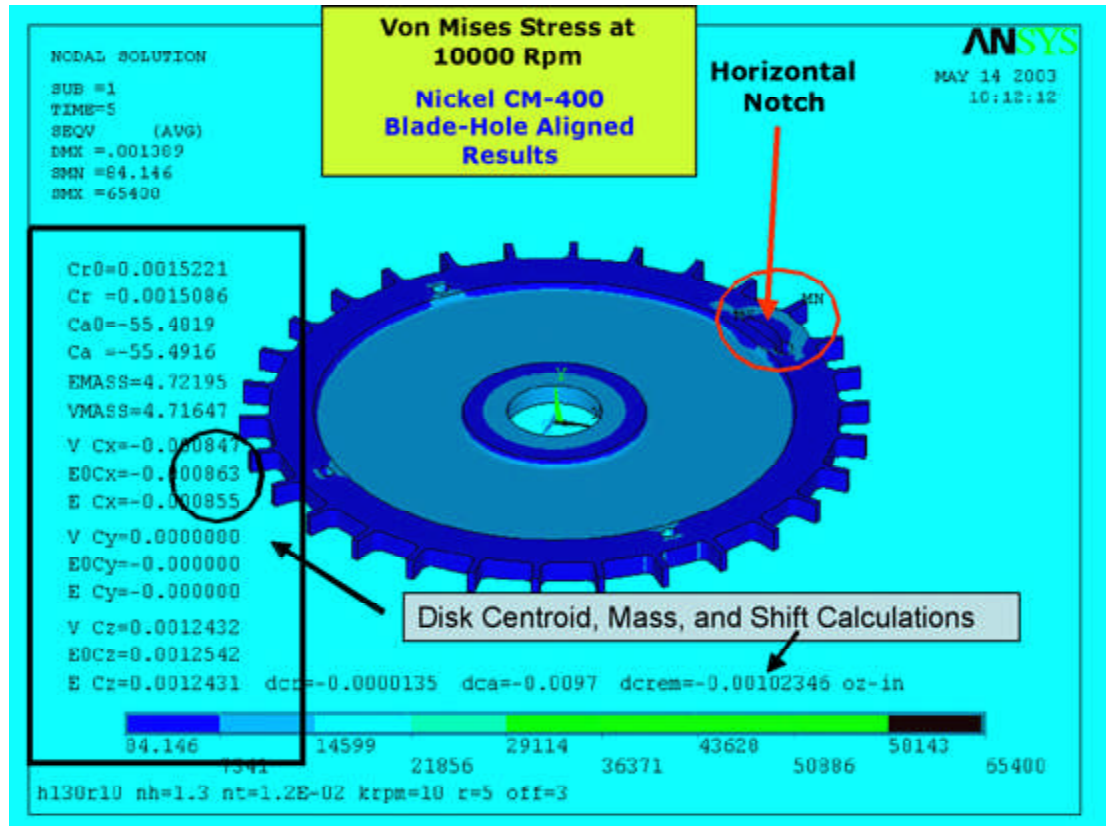 Von Mises Stress at
10000 Rpm
Nickel CM-400
Blade-Hole Aligned
Results
ANSYS
MAY 14 2003
10:12:12
NODAL SOLUTION
SUB =1
TIME=5
SEQV (AVG)
DMX =.001389
SMN =84.146
SMX =65400
Horizontal
Notch
MN
Cr0=0.0015221
Cr =0.0015086
Ca0=-55.4819
Ca =-55.4916
EMASS=4.72195
VMASS=4.71647
V Cx=-0.000847
E0Cx=-0.000863
E Cx=-0.000855
V Cy=0.0000000
E0Cy=-0.000000
E Cy=-0.000000
V Cz=0.0012432
E0Cz=0.0012542
E Cz=0.0012431 dcr=-0.0000135 dca=-0.0097 dcrem=-0.00102346 oz-in
Y
Disk Centroid, Mass, and Shift Calculations
84.146 14599 29114 43628 58143
7341 21856 36371 50886 65400
h130r10 nh=1.3 nt=1.2E-02 krpm=10 r=5 off=3